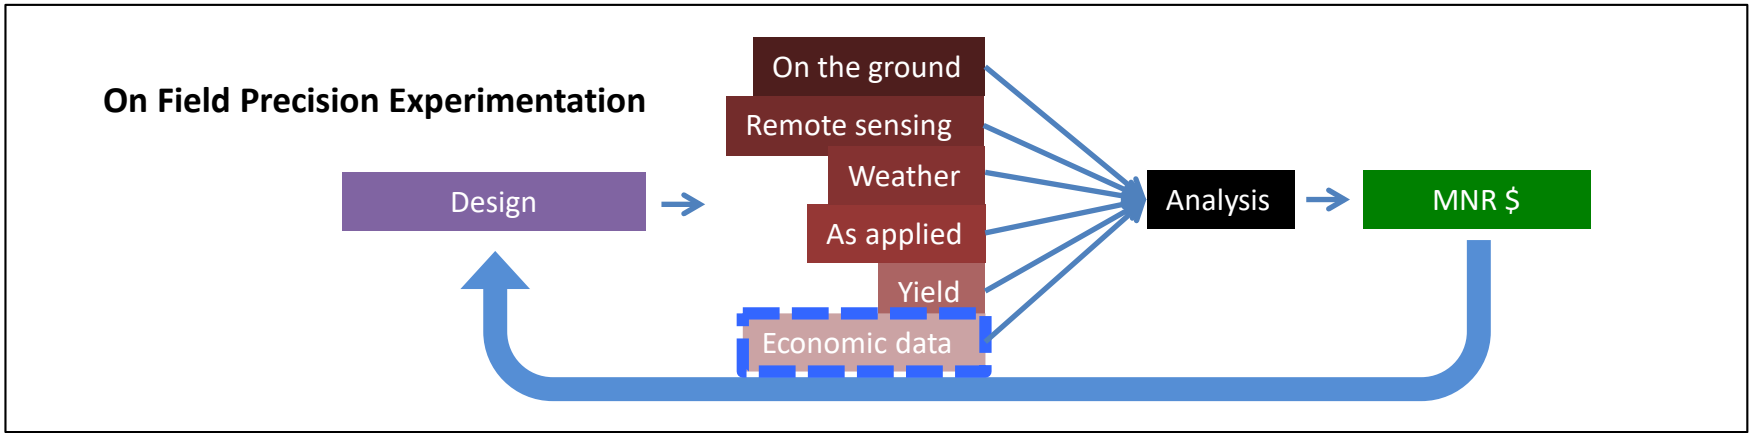 On Field Precision Experimentation
Design
On the ground
Remote sensing
Weather
As applied
Yield
Economic data
Analysis
MNR $